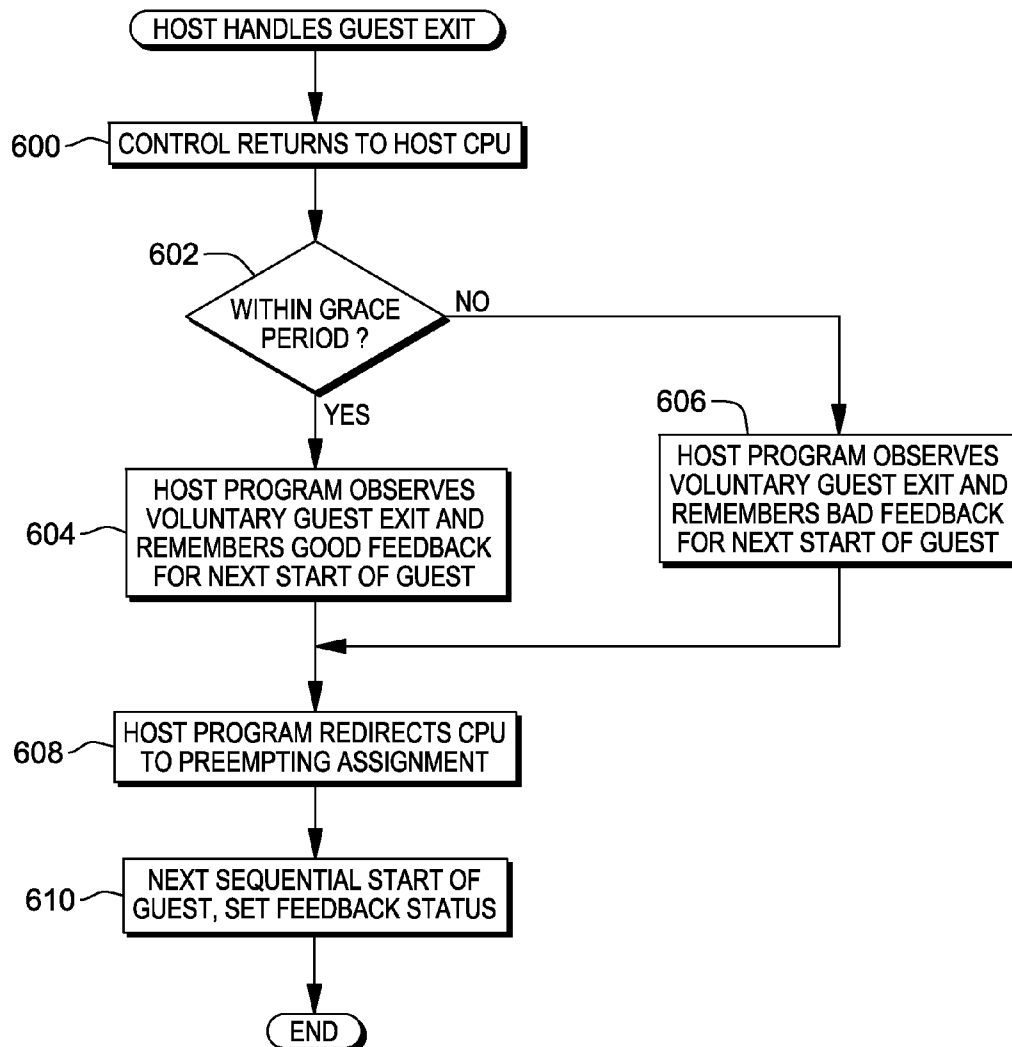 HOST HANDLES GUEST EXIT
600
CONTROL RETURNS TO HOST CPU
602
WITHIN GRACE
PERIOD ?
NO
YES
604
HOST PROGRAM OBSERVES
VOLUNTARY GUEST EXIT AND
REMEMBERS GOOD FEEDBACK
FOR NEXT START OF GUEST
606
HOST PROGRAM OBSERVES
VOLUNTARY GUEST EXIT AND
REMEMBERS BAD FEEDBACK
FOR NEXT START OF GUEST
608
HOST PROGRAM REDIRECTS CPU
TO PREEMPTING ASSIGNMENT
610
NEXT SEQUENTIAL START OF
GUEST, SET FEEDBACK STATUS
END